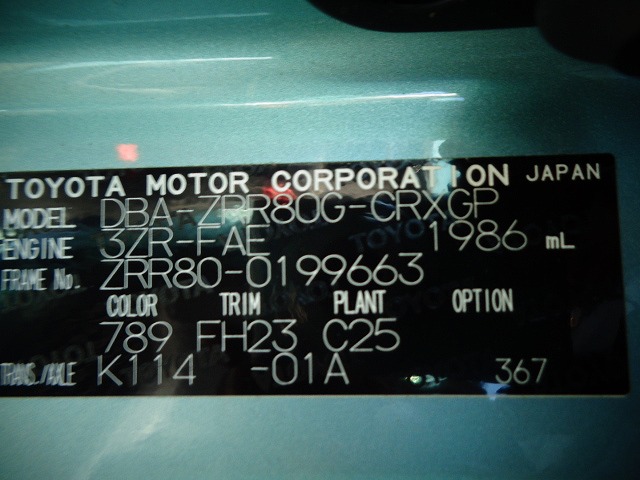 TOYOTA MOTOR CORPORATION JAPAN
MODEL DBA-ZRR80G-CRXGP
ENGINE 3ZR-FAE 1986 mL
FRAME No. ZRR80-0199663
COLOR TRIM PLANT OPTION
789 FH23 C25
TRANS./AXLE K114 -01A 367